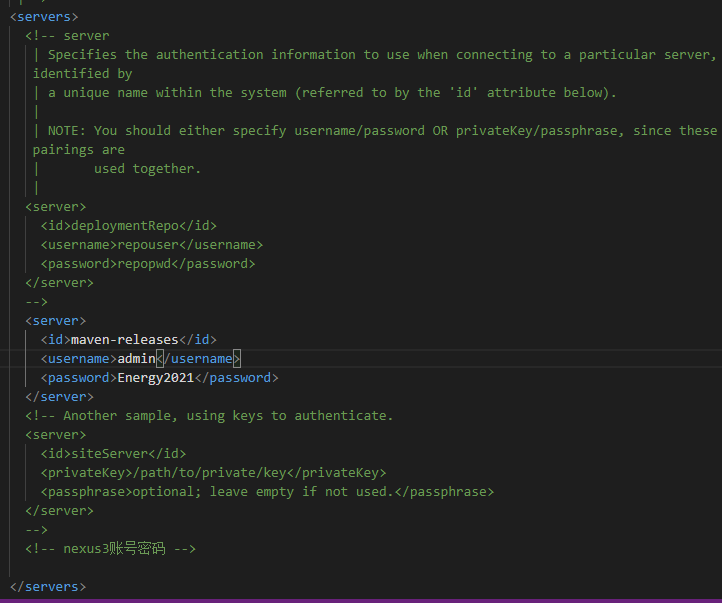 <servers>
<!-- server
| Specifies the authentication information to use when connecting to a particular server,
identified by
| a unique name within the system (referred to by the 'id' attribute below).
|
| NOTE: You should either specify username/password OR privateKey/passphrase, since these
pairings are
|       used together.
|
<server>
<id>deploymentRepo</id>
<username>repouser</username>
<password>repopwd</password>
</server>
-->
<server>
<id>maven-releases</id>
<username>admin</username>
<password>Energy2021</password>
</server>
<!-- Another sample, using keys to authenticate.
<server>
<id>siteServer</id>
<privateKey>/path/to/private/key</privateKey>
<passphrase>optional; leave empty if not used.</passphrase>
</server>
-->
<!-- nexus3账号密码 -->
</servers>